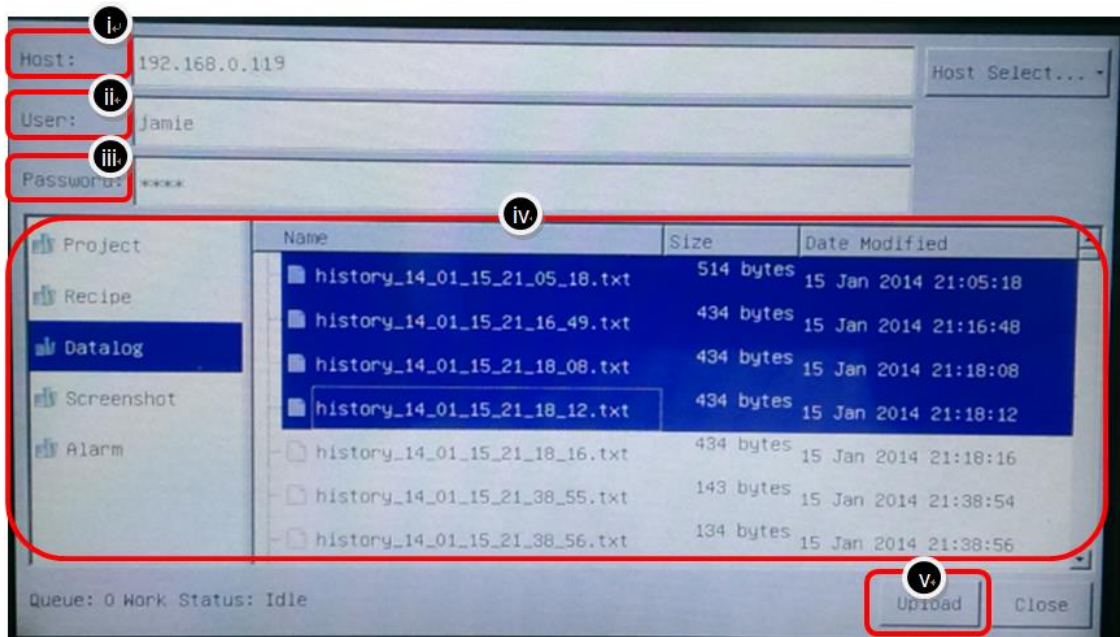 i
Host:
192.168.0.119
Host Select...
ii
User:
jamie
iii
Password:
****
iv
Project
Recipe
Datalog
Screenshot
Alarm
Name Size Date Modified
history_14_01_15_21_05_18.txt 514 bytes 15 Jan 2014 21:05:18
history_14_01_15_21_16_49.txt 434 bytes 15 Jan 2014 21:16:48
history_14_01_15_21_18_08.txt 434 bytes 15 Jan 2014 21:18:08
history_14_01_15_21_18_12.txt 434 bytes 15 Jan 2014 21:18:12
history_14_01_15_21_18_16.txt 434 bytes 15 Jan 2014 21:18:16
history_14_01_15_21_38_55.txt 143 bytes 15 Jan 2014 21:38:54
history_14_01_15_21_38_56.txt 134 bytes 15 Jan 2014 21:38:56
v
Queue: 0 Work Status: Idle
Upload
Close